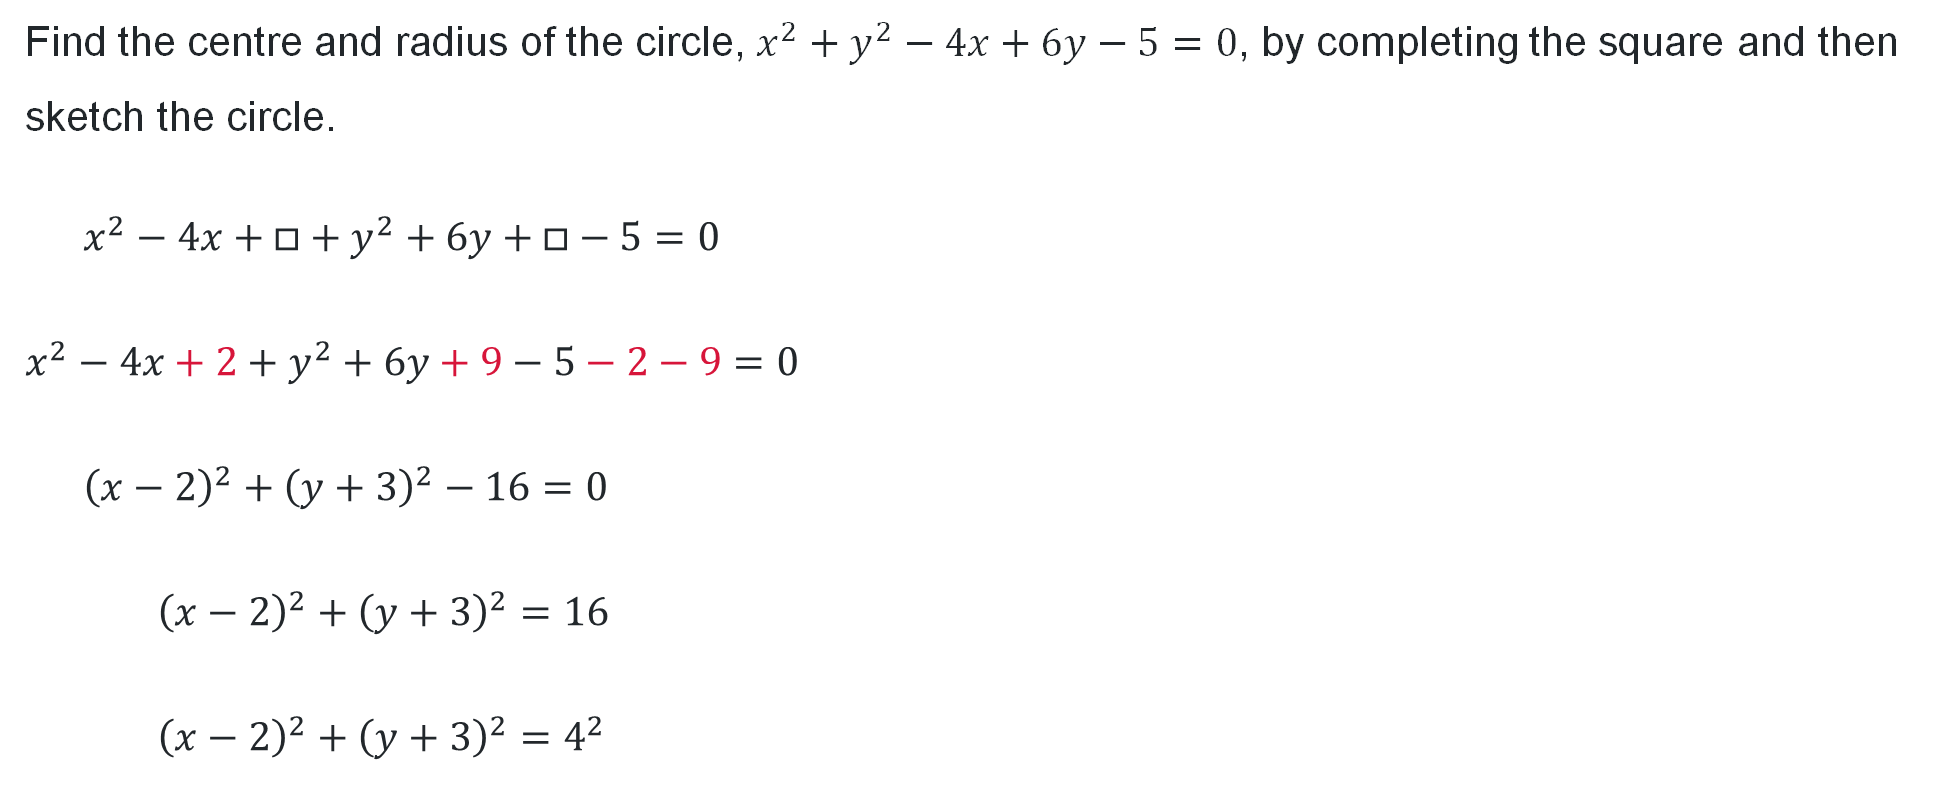 Find the centre and radius of the circle, x² + y² − 4x + 6y − 5 = 0, by completing the square and then
sketch the circle.
x² − 4x + □ + y² + 6y + □ − 5 = 0
x² − 4x + 2 + y² + 6y + 9 − 5 − 2 − 9 = 0
(x − 2)² + (y + 3)² − 16 = 0
(x − 2)² + (y + 3)² = 16
(x − 2)² + (y + 3)² = 4²